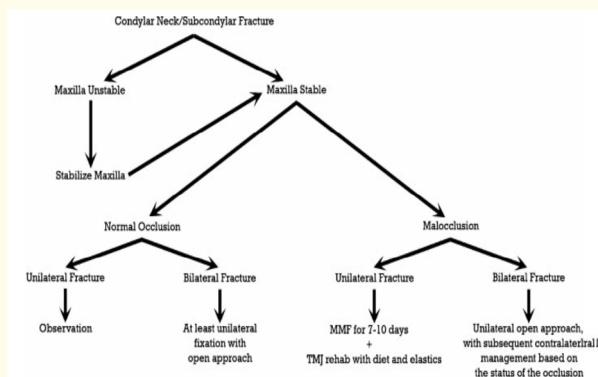 Condylar Neck/Subcondylar Fracture
Maxilla Unstable
Maxilla Stable
Stabilize Maxilla
Normal Occlusion
Malocclusion
Unilateral Fracture
Bilateral Fracture
Unilateral Fracture
Bilateral Fracture
Observation
At least unilateral
fixation with
open approach
MMF for 7-10 days
+
TMJ rehab with diet and elastics
Unilateral open approach,
with subsequent contralaterlral
management based on
the status of the occlusion